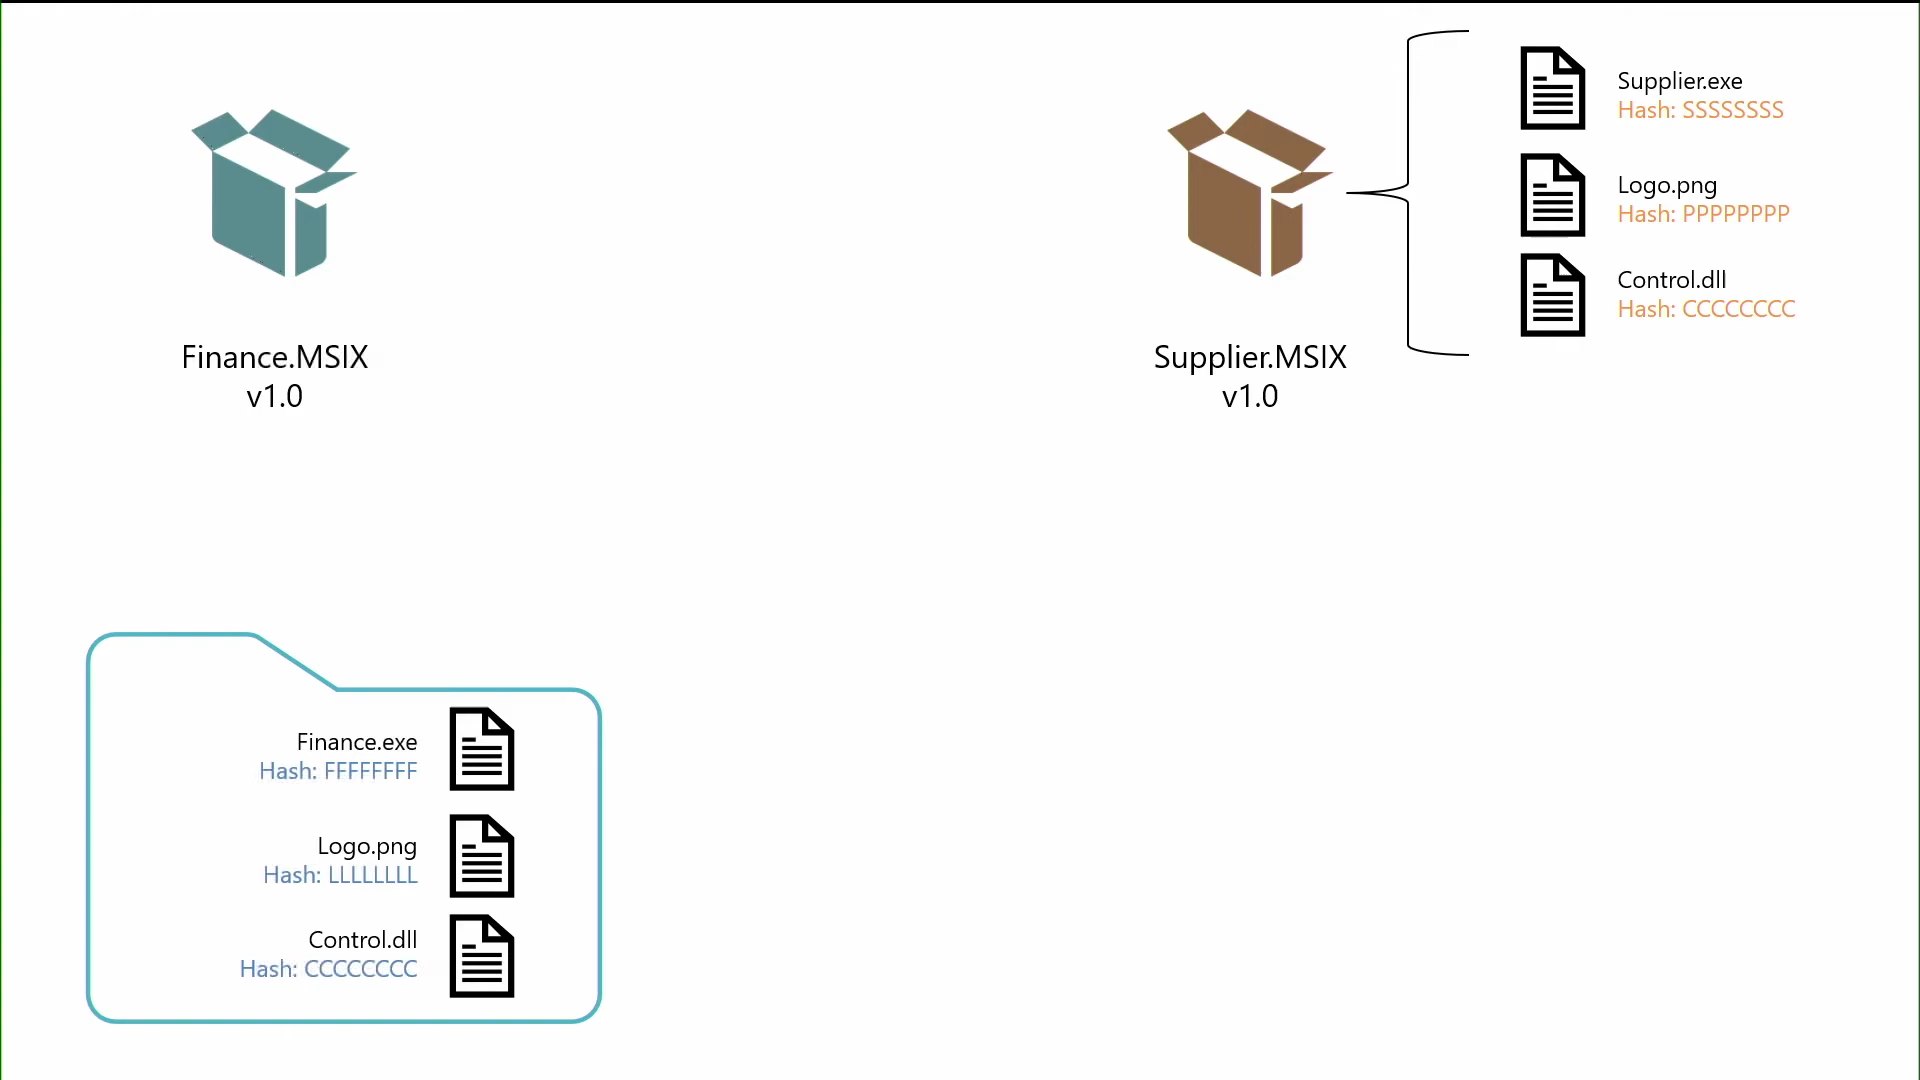 Finance.MSIX
v1.0
Supplier.MSIX
v1.0
Supplier.exe
Hash: SSSSSSSS
Logo.png
Hash: PPPPPPPP
Control.dll
Hash: CCCCCCCC
Finance.exe
Hash: FFFFFFFF
Logo.png
Hash: LLLLLLLL
Control.dll
Hash: CCCCCCCC